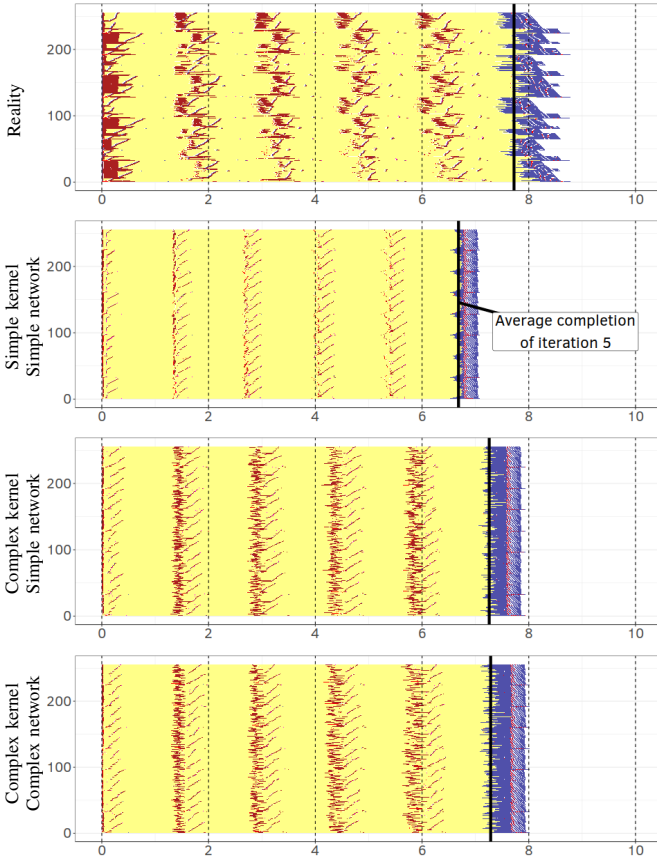 Reality
200
100
0
0 2 4 6 8 10
Simple kernel
Simple network
200
100
0
Average completion
of iteration 5
0 2 4 6 8 10
Complex kernel
Simple network
200
100
0
0 2 4 6 8 10
Complex kernel
Complex network
200
100
0
0 2 4 6 8 10